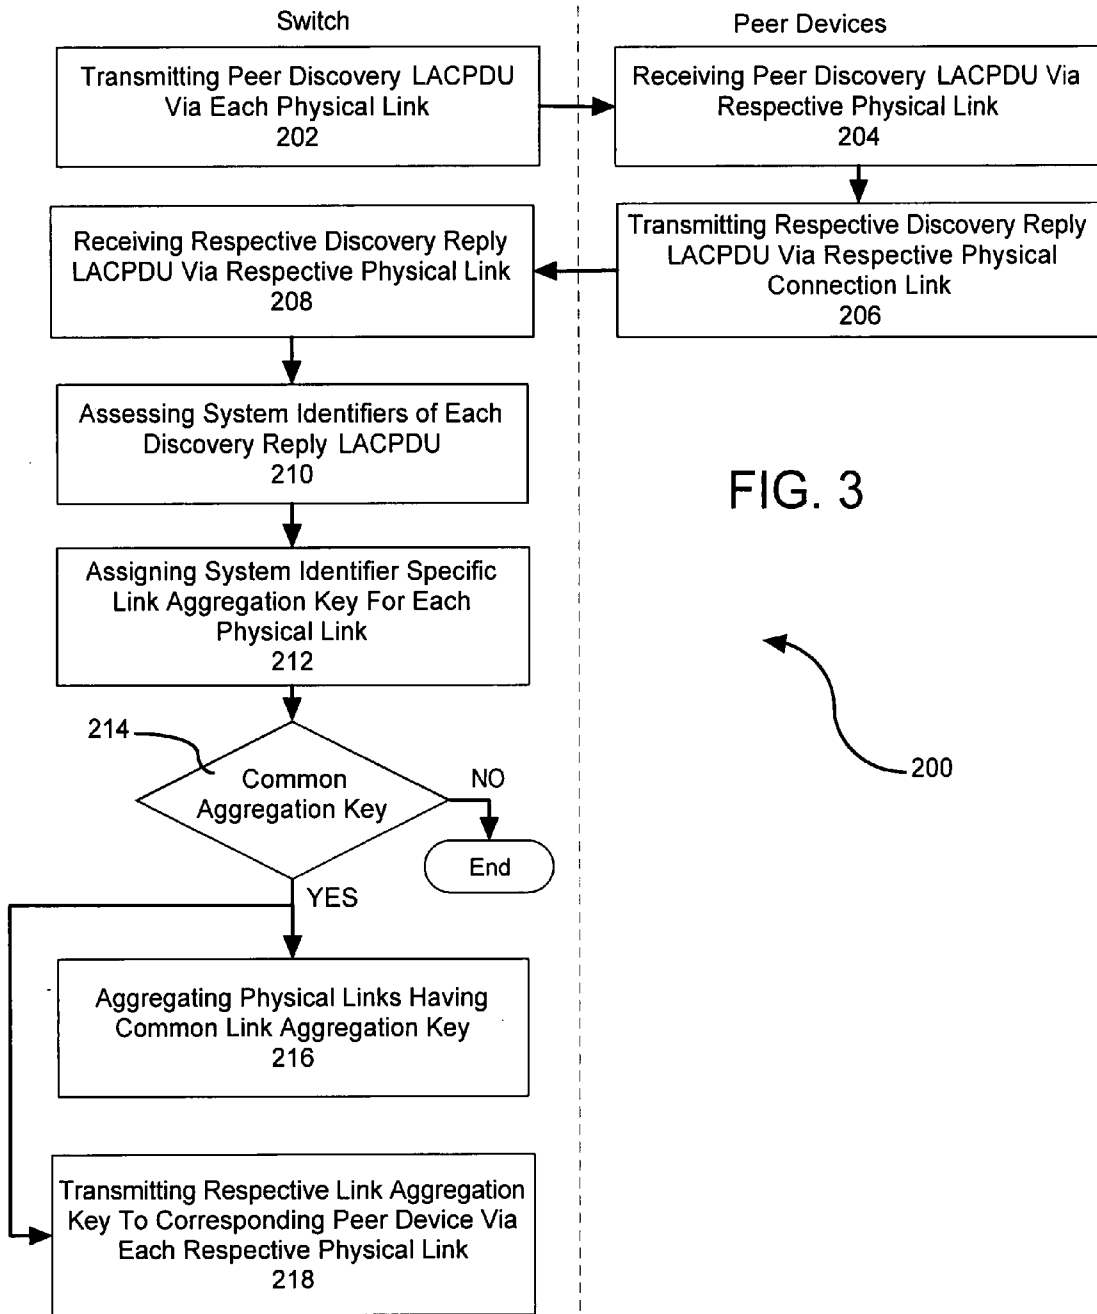 Switch
Peer Devices
Transmitting Peer Discovery LACPDU
Via Each Physical Link
202
Receiving Peer Discovery LACPDU Via
Respective Physical Link
204
Transmitting Respective Discovery Reply
LACPDU Via Respective Physical
Connection Link
206
Receiving Respective Discovery Reply
LACPDU Via Respective Physical Link
208
Assessing System Identifiers of Each
Discovery Reply LACPDU
210
FIG. 3
Assigning System Identifier Specific
Link Aggregation Key For Each
Physical Link
212
214
Common
Aggregation Key
NO
End
200
YES
Aggregating Physical Links Having
Common Link Aggregation Key
216
Transmitting Respective Link Aggregation
Key To Corresponding Peer Device Via
Each Respective Physical Link
218